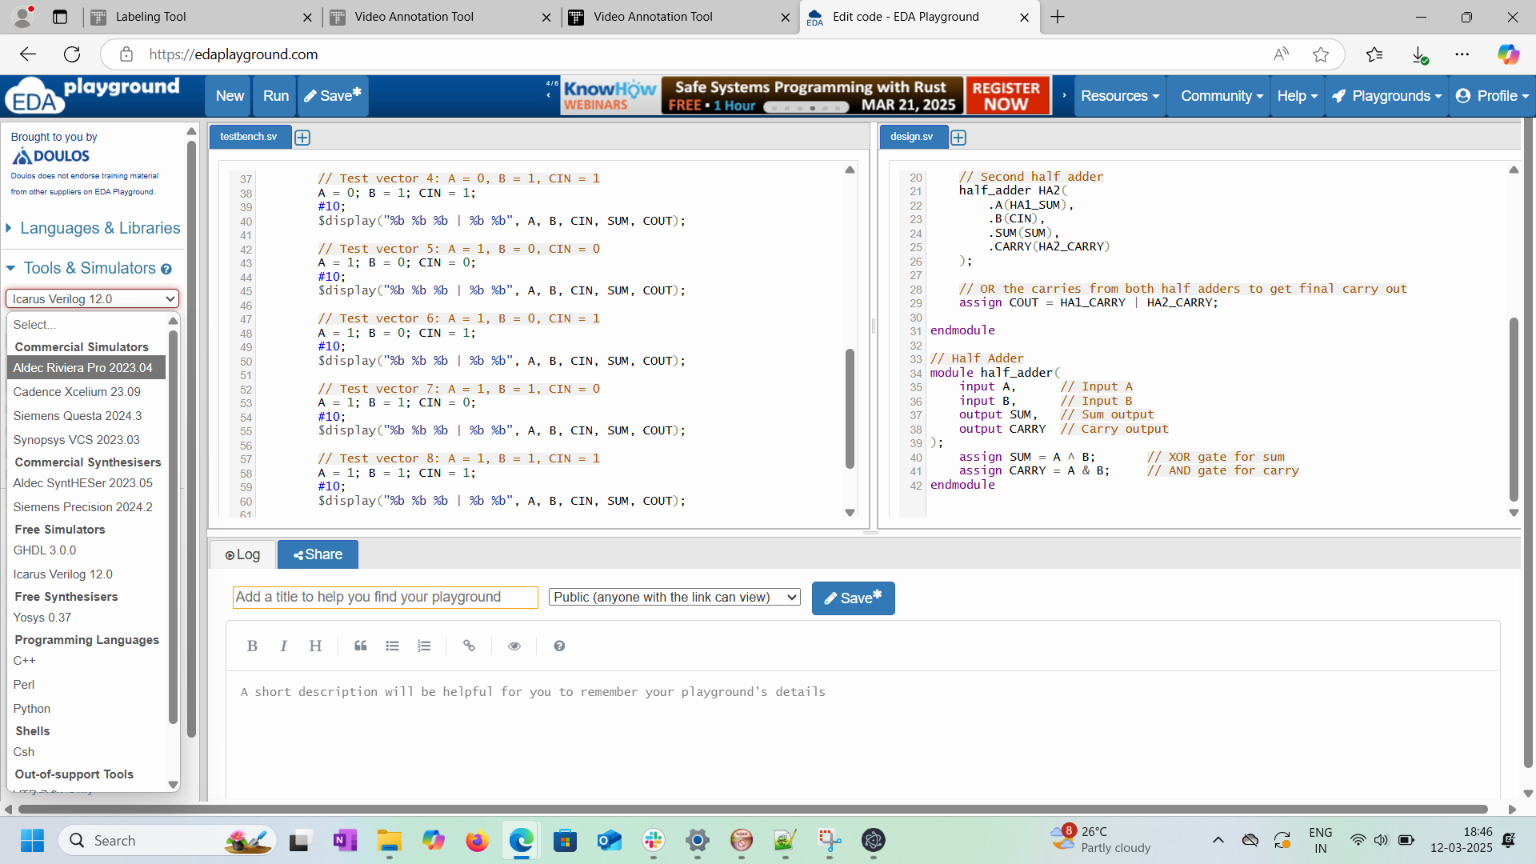 Labeling Tool
Video Annotation Tool
Video Annotation Tool
EDA
Edit code - EDA Playground
https://edaplayground.com
EDA playground
New
Run
Save*
4/6
KnowHow
WEBINARS
Safe Systems Programming with Rust
FREE • 1 Hour
MAR 21, 2025
REGISTER
NOW
Resources
Community
Help
Playgrounds
Profile
Brought to you by
DOULOS
Doulos does not endorse training material
from other suppliers on EDA Playground.
Languages & Libraries
Tools & Simulators
Icarus Verilog 12.0
Select...
Commercial Simulators
Aldec Riviera Pro 2023.04
Cadence Xcelium 23.09
Siemens Questa 2024.3
Synopsys VCS 2023.03
Commercial Synthesisers
Aldec SyntHESer 2023.05
Siemens Precision 2024.2
Free Simulators
GHDL 3.0.0
Icarus Verilog 12.0
Free Synthesisers
Yosys 0.37
Programming Languages
C++
Perl
Python
Shells
Csh
Out-of-support Tools
testbench.sv
37 // Test vector 4: A = 0, B = 1, CIN = 1
38 A = 0; B = 1; CIN = 1;
39 #10;
40 $display("%b %b %b | %b %b", A, B, CIN, SUM, COUT);
41
42 // Test vector 5: A = 1, B = 0, CIN = 0
43 A = 1; B = 0; CIN = 0;
44 #10;
45 $display("%b %b %b | %b %b", A, B, CIN, SUM, COUT);
46
47 // Test vector 6: A = 1, B = 0, CIN = 1
48 A = 1; B = 0; CIN = 1;
49 #10;
50 $display("%b %b %b | %b %b", A, B, CIN, SUM, COUT);
51
52 // Test vector 7: A = 1, B = 1, CIN = 0
53 A = 1; B = 1; CIN = 0;
54 #10;
55 $display("%b %b %b | %b %b", A, B, CIN, SUM, COUT);
56
57 // Test vector 8: A = 1, B = 1, CIN = 1
58 A = 1; B = 1; CIN = 1;
59 #10;
60 $display("%b %b %b | %b %b", A, B, CIN, SUM, COUT);
61
design.sv
20 // Second half adder
21 half_adder HA2(
22 .A(HA1_SUM),
23 .B(CIN),
24 .SUM(SUM),
25 .CARRY(HA2_CARRY)
26 );
27
28 // OR the carries from both half adders to get final carry out
29 assign COUT = HA1_CARRY | HA2_CARRY;
30
31 endmodule
32
33 // Half Adder
34 module half_adder(
35 input A, // Input A
36 input B, // Input B
37 output SUM, // Sum output
38 output CARRY // Carry output
39 );
40 assign SUM = A ^ B; // XOR gate for sum
41 assign CARRY = A & B; // AND gate for carry
42 endmodule
Log
Share
Add a title to help you find your playground
Public (anyone with the link can view)
Save*
B I H
A short description will be helpful for you to remember your playground's details
Search
8
26°C
Partly cloudy
ENG
IN
18:46
12-03-2025